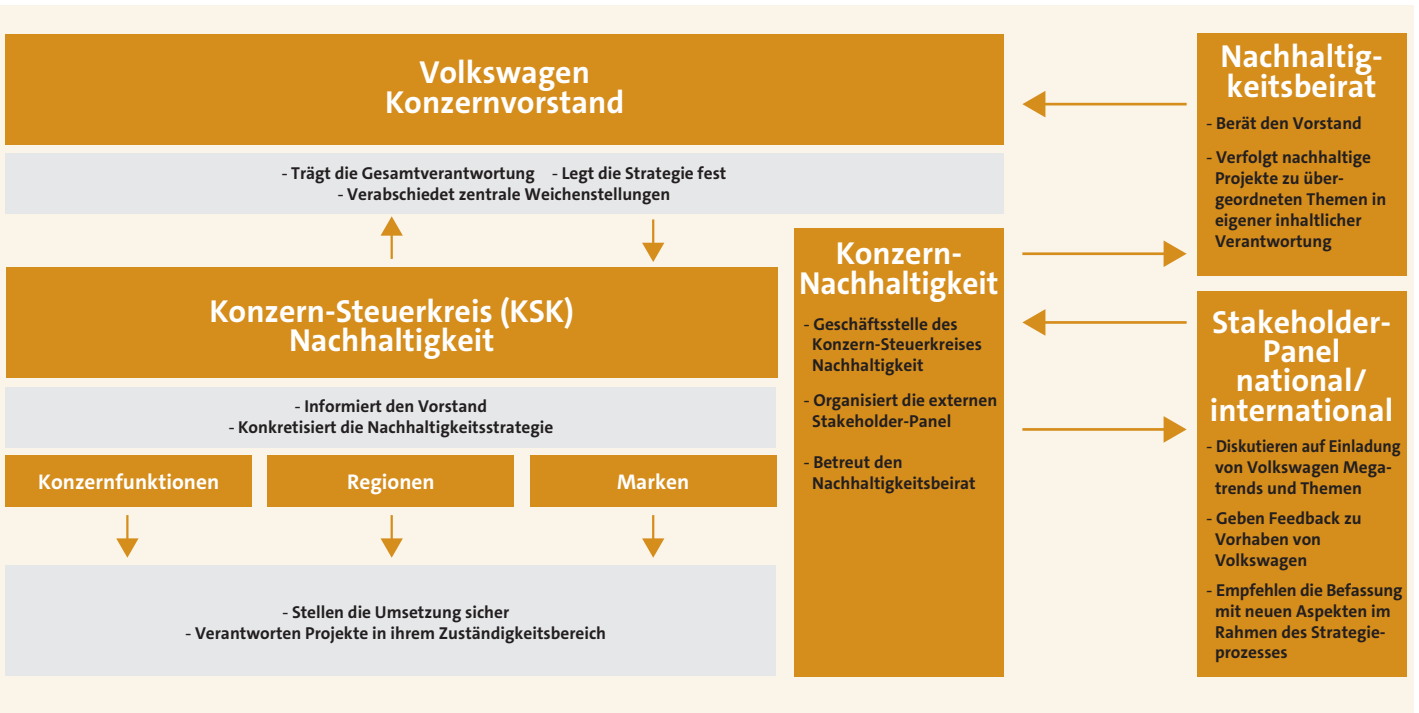 Volkswagen
Konzernvorstand
- Trägt die Gesamtverantwortung - Legt die Strategie fest
- Verabschiedet zentrale Weichenstellungen
Konzern-Steuerkreis (KSK)
Nachhaltigkeit
- Informiert den Vorstand
- Konkretisiert die Nachhaltigkeitsstrategie
Konzernfunktionen
Regionen
Marken
- Stellen die Umsetzung sicher
- Verantworten Projekte in ihrem Zuständigkeitsbereich
Konzern-
Nachhaltigkeit
- Geschäftsstelle des
Konzern-Steuerkreises
Nachhaltigkeit
- Organisiert die externen
Stakeholder-Panel
- Betreut den
Nachhaltigkeitsbeirat
Nachhaltig-
keitsbeirat
- Berät den Vorstand
- Verfolgt nachhaltige
Projekte zu über-
geordneten Themen in
eigener inhaltlicher
Verantwortung
Stakeholder-
Panel
national/
international
- Diskutieren auf Einladung
von Volkswagen Mega-
trends und Themen
- Geben Feedback zu
Vorhaben von
Volkswagen
- Empfehlen die Befassung
mit neuen Aspekten im
Rahmen des Strategie-
prozesses